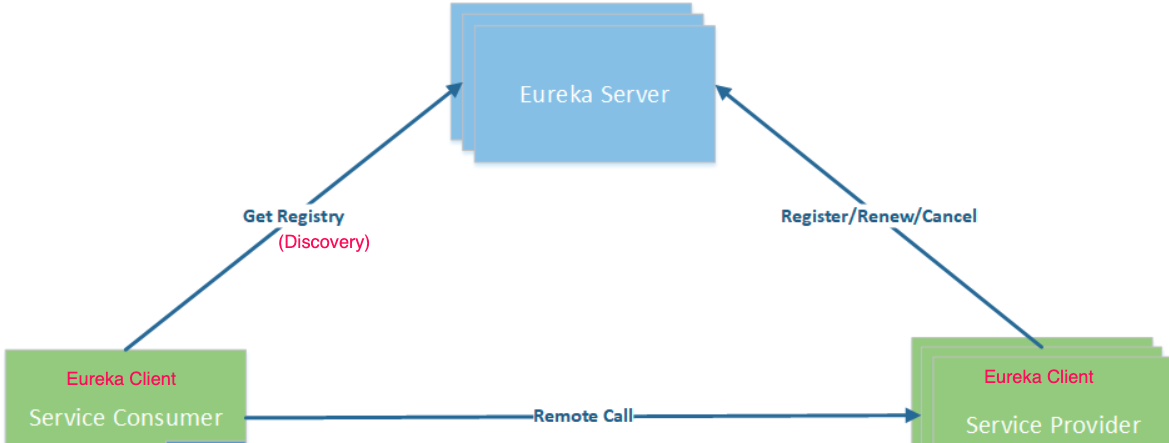 Eureka Server
Get Registry
(Discovery)
Register/Renew/Cancel
Eureka Client
Service Consumer
Remote Call
Eureka Client
Service Provider